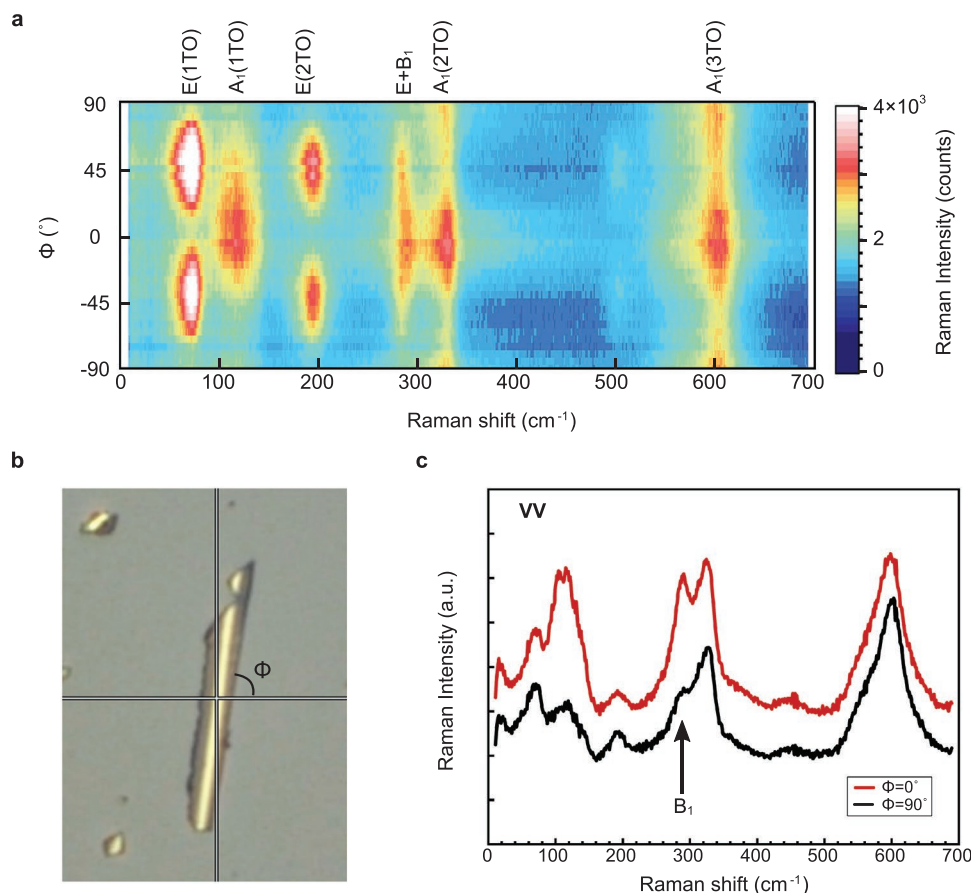 a
E(1TO)
A₁(1TO)
E(2TO)
E+B₁
A₁(2TO)
A₁(3TO)
90
45
0
-45
-90
Φ (°)
0 100 200 300 400 500 600 700
Raman shift (cm⁻¹)
4×10³
2
0
Raman Intensity (counts)
b
Φ
c
VV
Raman Intensity (a.u.)
B₁
Φ=0°
Φ=90°
0 100 200 300 400 500 600 700
Raman shift (cm⁻¹)